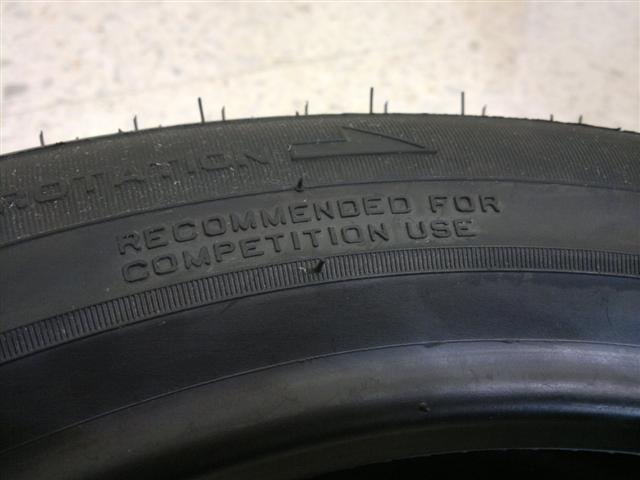 ROTATION
RECOMMENDED FOR
COMPETITION USE